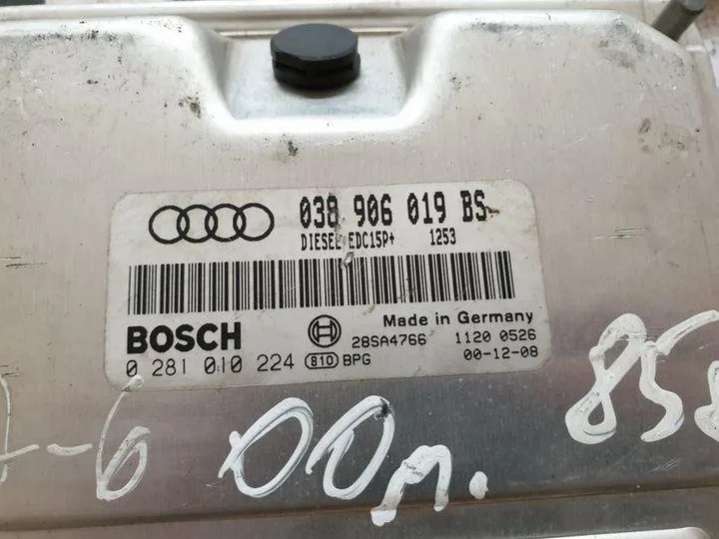 038 906 019 BS
DIESEL EDC15P+ 1253
BOSCH
Made in Germany
28SA4766 1120 0526
0 281 010 224 810 BPG 00-12-08
-6 00м. 85